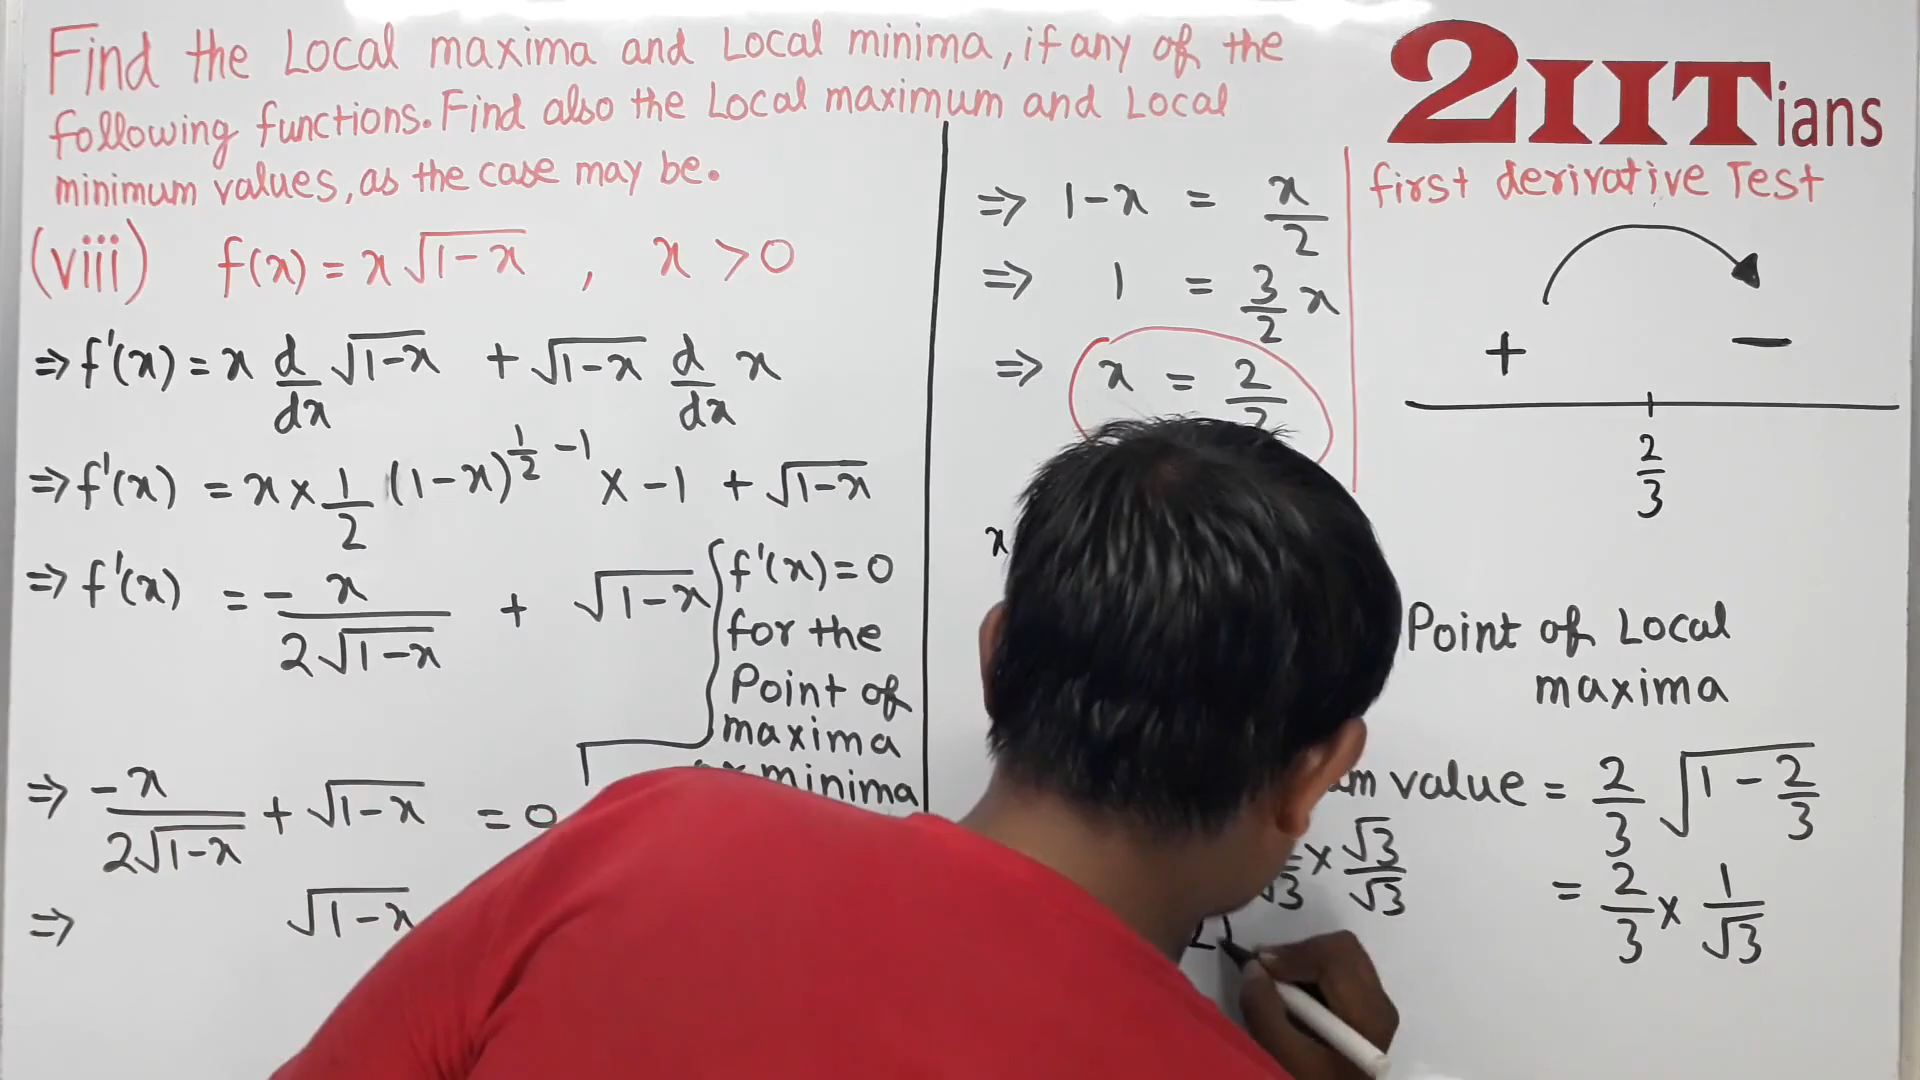 Find the Local maxima and Local minima, if any of the
following functions. Find also the Local maximum and Local
minimum values, as the case may be.
(viii) f(x) = x √(1-x) , x > 0
⇒ f'(x) = x d/dx √(1-x) + √(1-x) d/dx x
⇒ f'(x) = x × 1/2 (1-x)^(1/2 -1) × -1 + √(1-x)
⇒ f'(x) = - x/(2√(1-x)) + √(1-x)
f'(x) = 0
for the
Point of
maxima
minima
⇒ -x/(2√(1-x)) + √(1-x) = 0
⇒ √(1-x)
⇒ 1-x = x/2
⇒ 1 = 3/2 x
⇒ x = 2/
x
2IITians
first derivative Test
+ −
2/3
Point of Local
maxima
value = 2/3 √(1 - 2/3)
= 2/3 × 1/√3
√3 × √3/√3
2